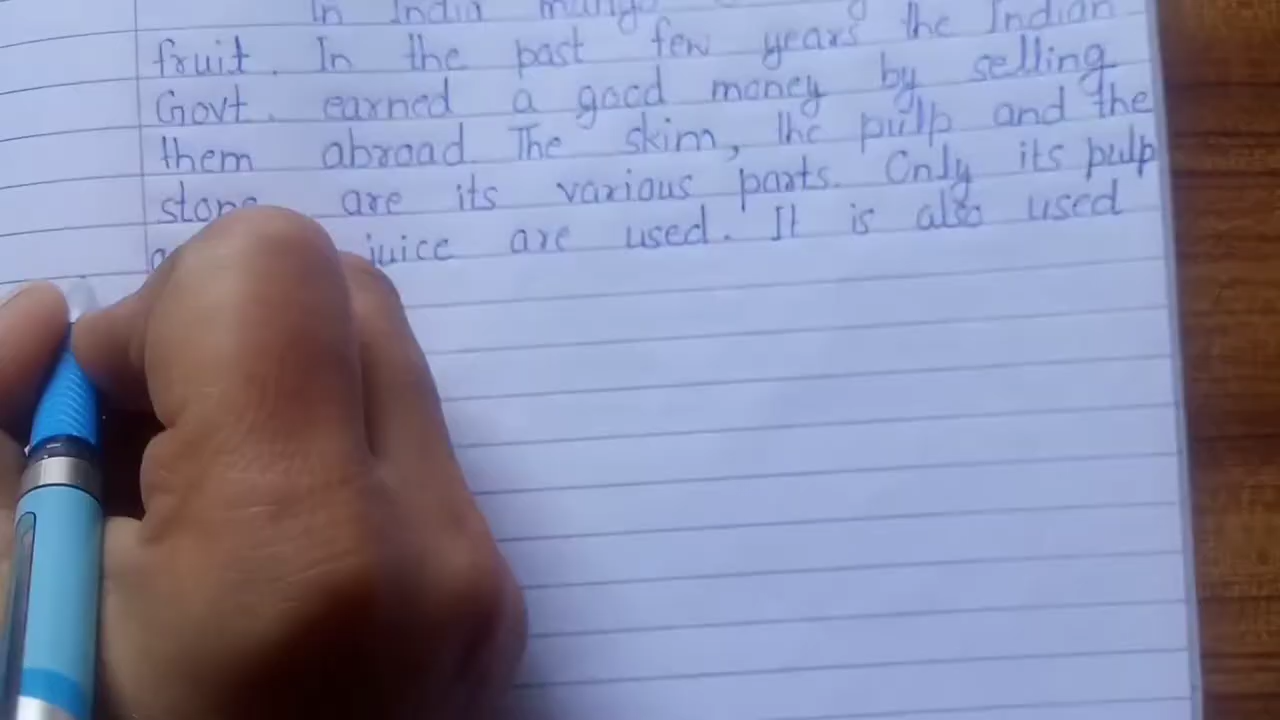 In India mango
fruit. In the past few years the Indian
Govt. earned a good money by selling
them abroad. The skim, the pulp and the
stone are its various parts. Only its pulp
juice are used. It is also used